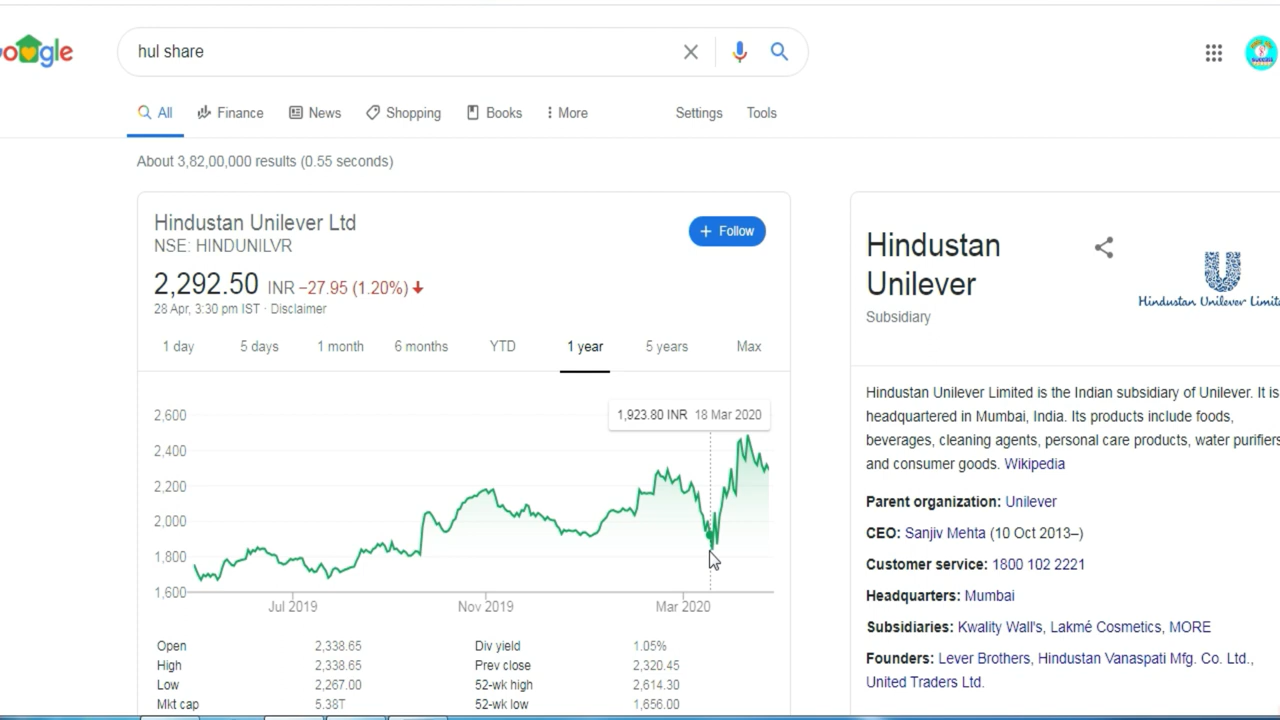 Google
hul share
All Finance News Shopping Books More Settings Tools
About 3,82,00,000 results (0.55 seconds)
Hindustan Unilever Ltd
NSE: HINDUNILVR
+ Follow
2,292.50 INR −27.95 (1.20%)
28 Apr, 3:30 pm IST · Disclaimer
1 day 5 days 1 month 6 months YTD 1 year 5 years Max
1,923.80 INR 18 Mar 2020
2,600
2,400
2,200
2,000
1,800
1,600
Jul 2019 Nov 2019 Mar 2020
Open 2,338.65 Div yield 1.05%
High 2,338.65 Prev close 2,320.45
Low 2,267.00 52-wk high 2,614.30
Mkt cap 5.38T 52-wk low 1,656.00
Hindustan
Unilever
Subsidiary
Hindustan Unilever Limite
Hindustan Unilever Limited is the Indian subsidiary of Unilever. It is
headquartered in Mumbai, India. Its products include foods,
beverages, cleaning agents, personal care products, water purifiers
and consumer goods. Wikipedia
Parent organization: Unilever
CEO: Sanjiv Mehta (10 Oct 2013–)
Customer service: 1800 102 2221
Headquarters: Mumbai
Subsidiaries: Kwality Wall's, Lakmé Cosmetics, MORE
Founders: Lever Brothers, Hindustan Vanaspati Mfg. Co. Ltd.,
United Traders Ltd.